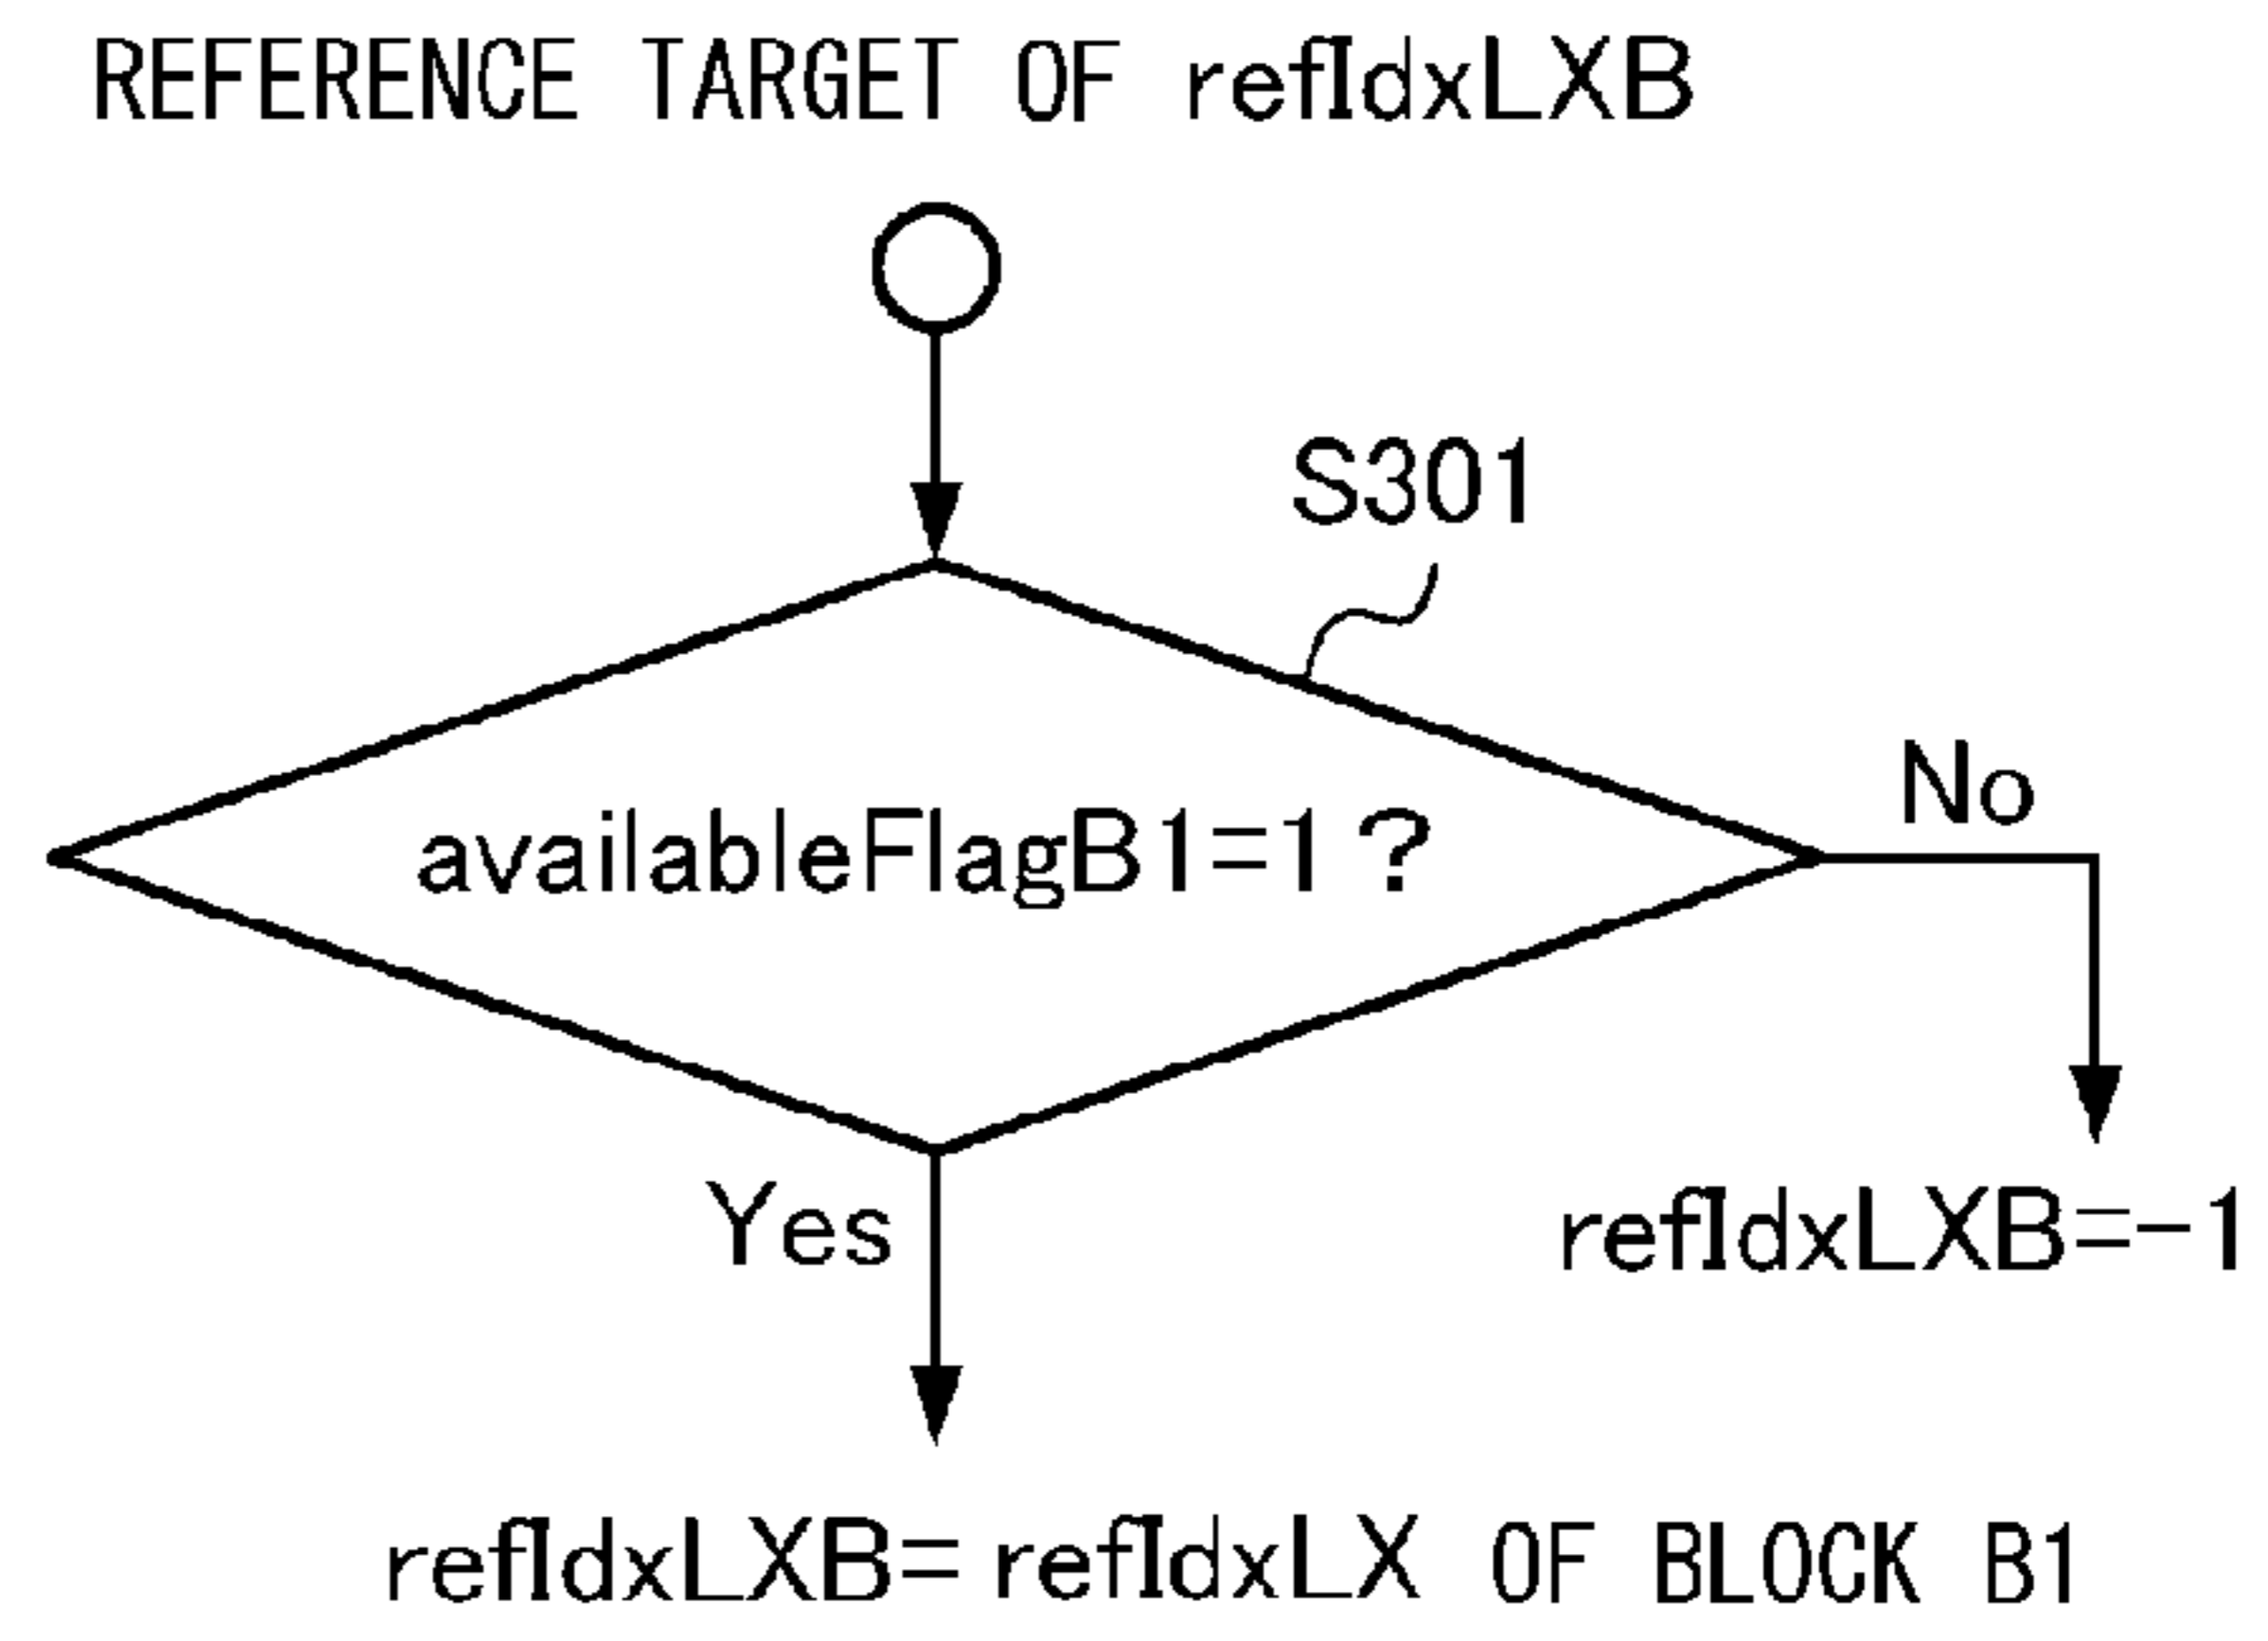 REFERENCE TARGET OF refIdxLXB
S301
availableFlagB1=1?
No
Yes
refIdxLXB=-1
refIdxLXB= refIdxLX OF BLOCK B1